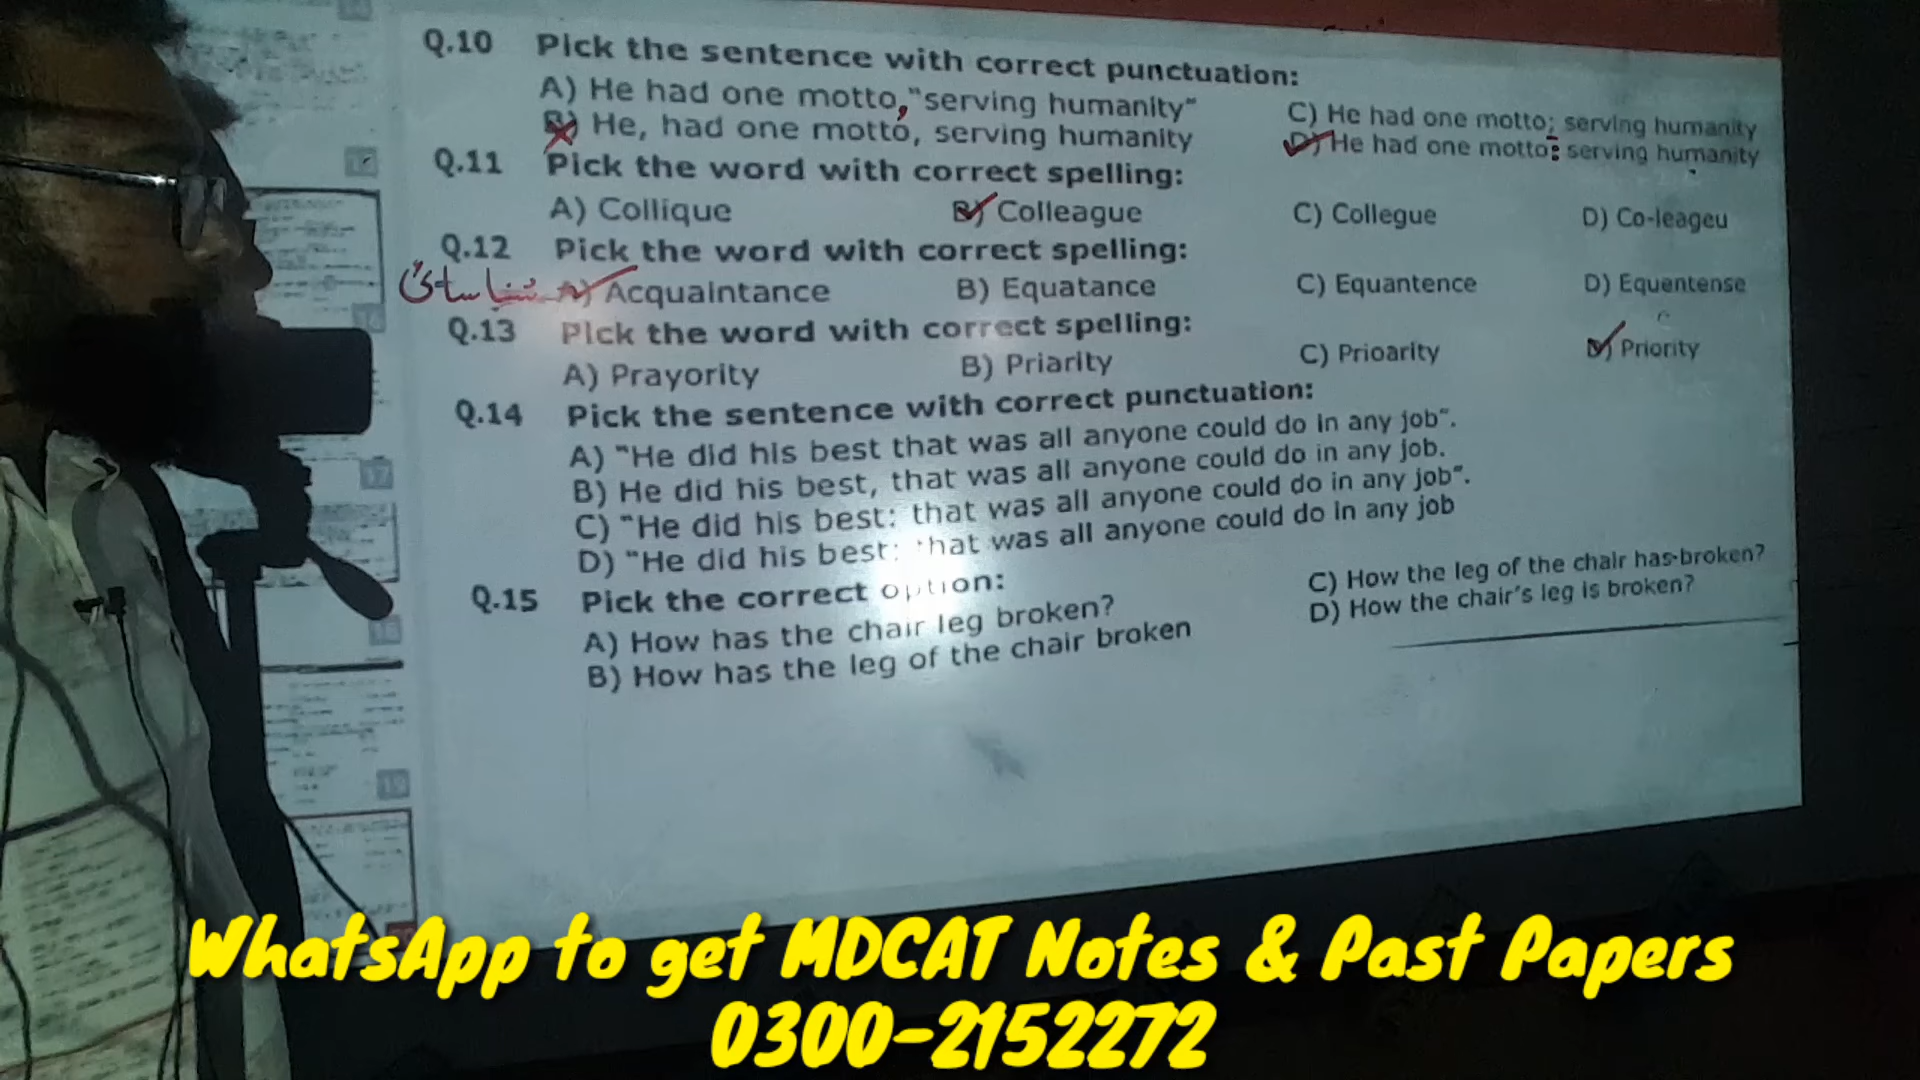 Q.10 Pick the sentence with correct punctuation:
A) He had one motto, "serving humanity"
C) He had one motto; serving humanity
B) He, had one motto, serving humanity
D) He had one motto: serving humanity
Q.11 Pick the word with correct spelling:
A) Collique B) Colleague C) Collegue D) Co-leageu
Q.12 Pick the word with correct spelling:
شناسائی A) Acquaintance B) Equatance C) Equantence D) Equentense
Q.13 Pick the word with correct spelling:
A) Prayority B) Priarity C) Prioarity D) Priority
Q.14 Pick the sentence with correct punctuation:
A) "He did his best that was all anyone could do in any job".
B) He did his best, that was all anyone could do in any job.
C) "He did his best: that was all anyone could do in any job".
D) "He did his best: that was all anyone could do in any job
Q.15 Pick the correct option:
A) How has the chair leg broken?
B) How has the leg of the chair broken
C) How the leg of the chair has-broken?
D) How the chair's leg is broken?
17
19
WhatsApp to get MDCAT Notes & Past Papers
0300-2152272